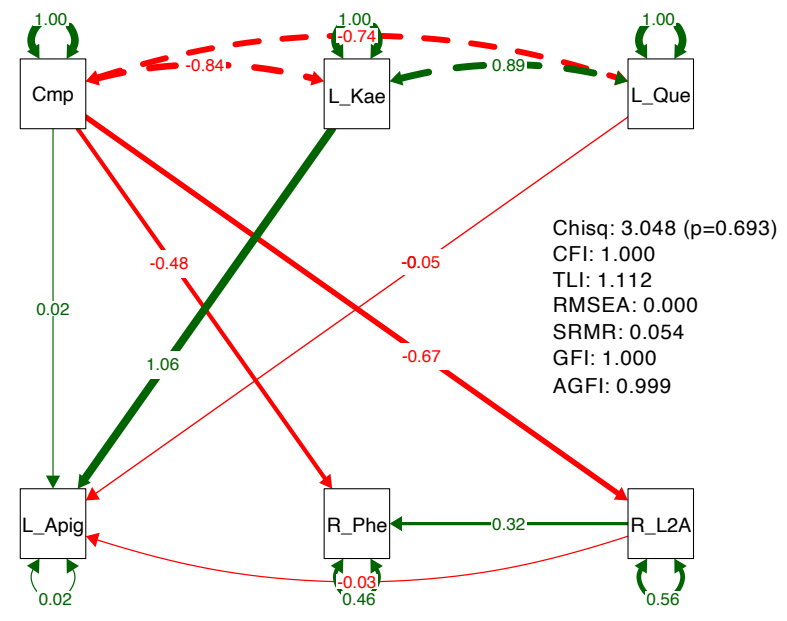 1.00
1.00
1.00
-0.74
-0.84
0.89
Cmp
L_Kae
L_Que
Chisq: 3.048 (p=0.693)
CFI: 1.000
TLI: 1.112
RMSEA: 0.000
SRMR: 0.054
GFI: 1.000
AGFI: 0.999
-0.48
-0.05
0.02
1.06
-0.67
L_Apig
R_Phe
0.32
R_L2A
-0.03
0.02
0.46
0.56